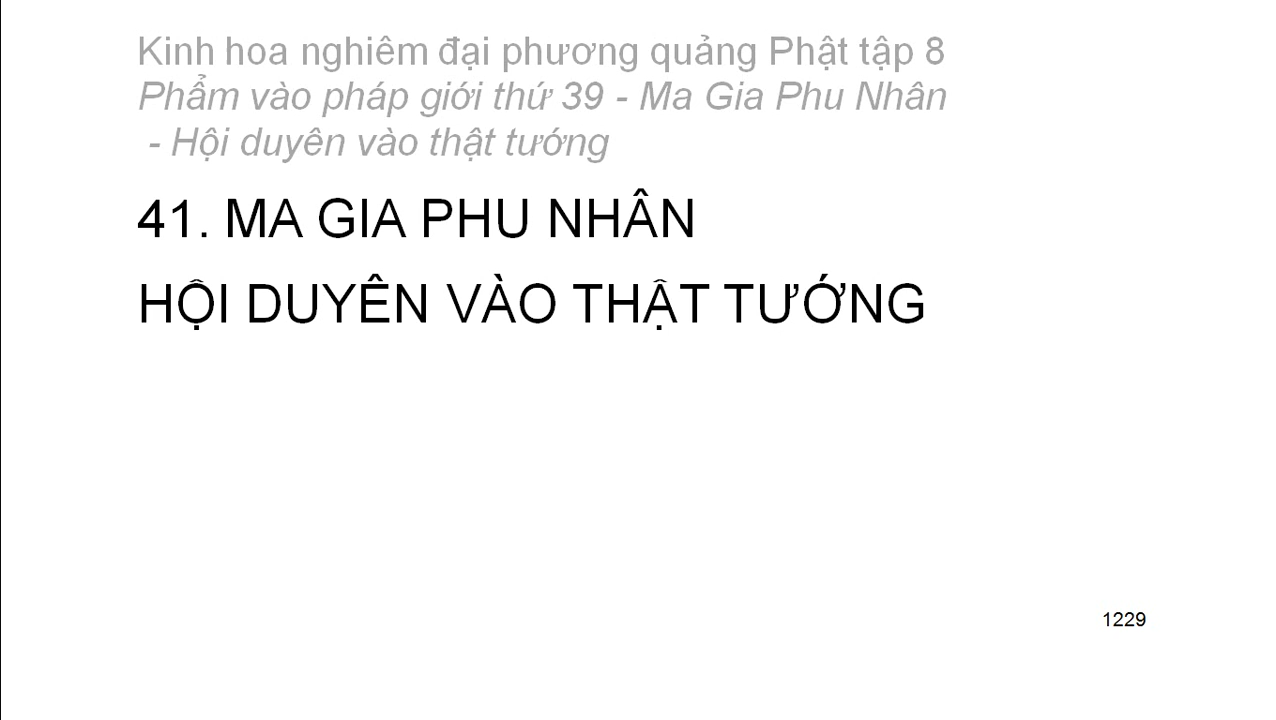 Kinh hoa nghiêm đại phương quảng Phật tập 8
Phẩm vào pháp giới thứ 39 - Ma Gia Phu Nhân
- Hội duyên vào thật tướng
41. MA GIA PHU NHÂN
HỘI DUYÊN VÀO THẬT TƯỚNG
1229